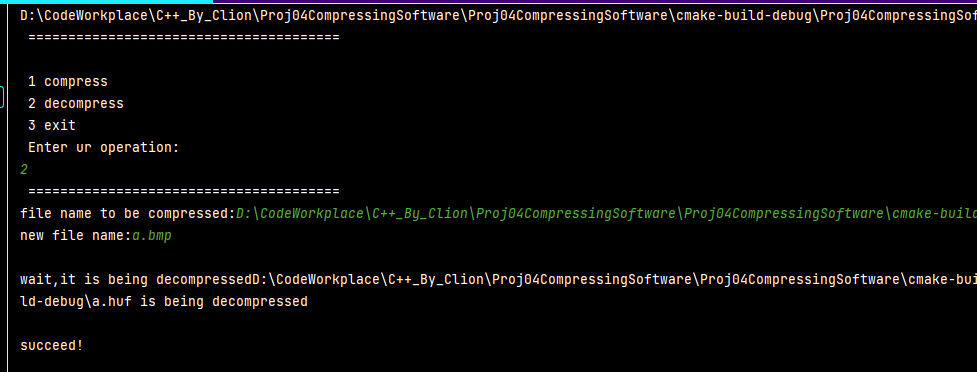 D:\CodeWorkplace\C++_By_Clion\Proj04CompressingSoftware\Proj04CompressingSoftware\cmake-build-debug\Proj04CompressingSof
=======================================
1 compress
2 decompress
3 exit
Enter ur operation:
2
=======================================
file name to be compressed:D:\CodeWorkplace\C++_By_Clion\Proj04CompressingSoftware\Proj04CompressingSoftware\cmake-build
new file name:a.bmp
wait,it is being decompressedD:\CodeWorkplace\C++_By_Clion\Proj04CompressingSoftware\Proj04CompressingSoftware\cmake-bui
ld-debug\a.huf is being decompressed
succeed!